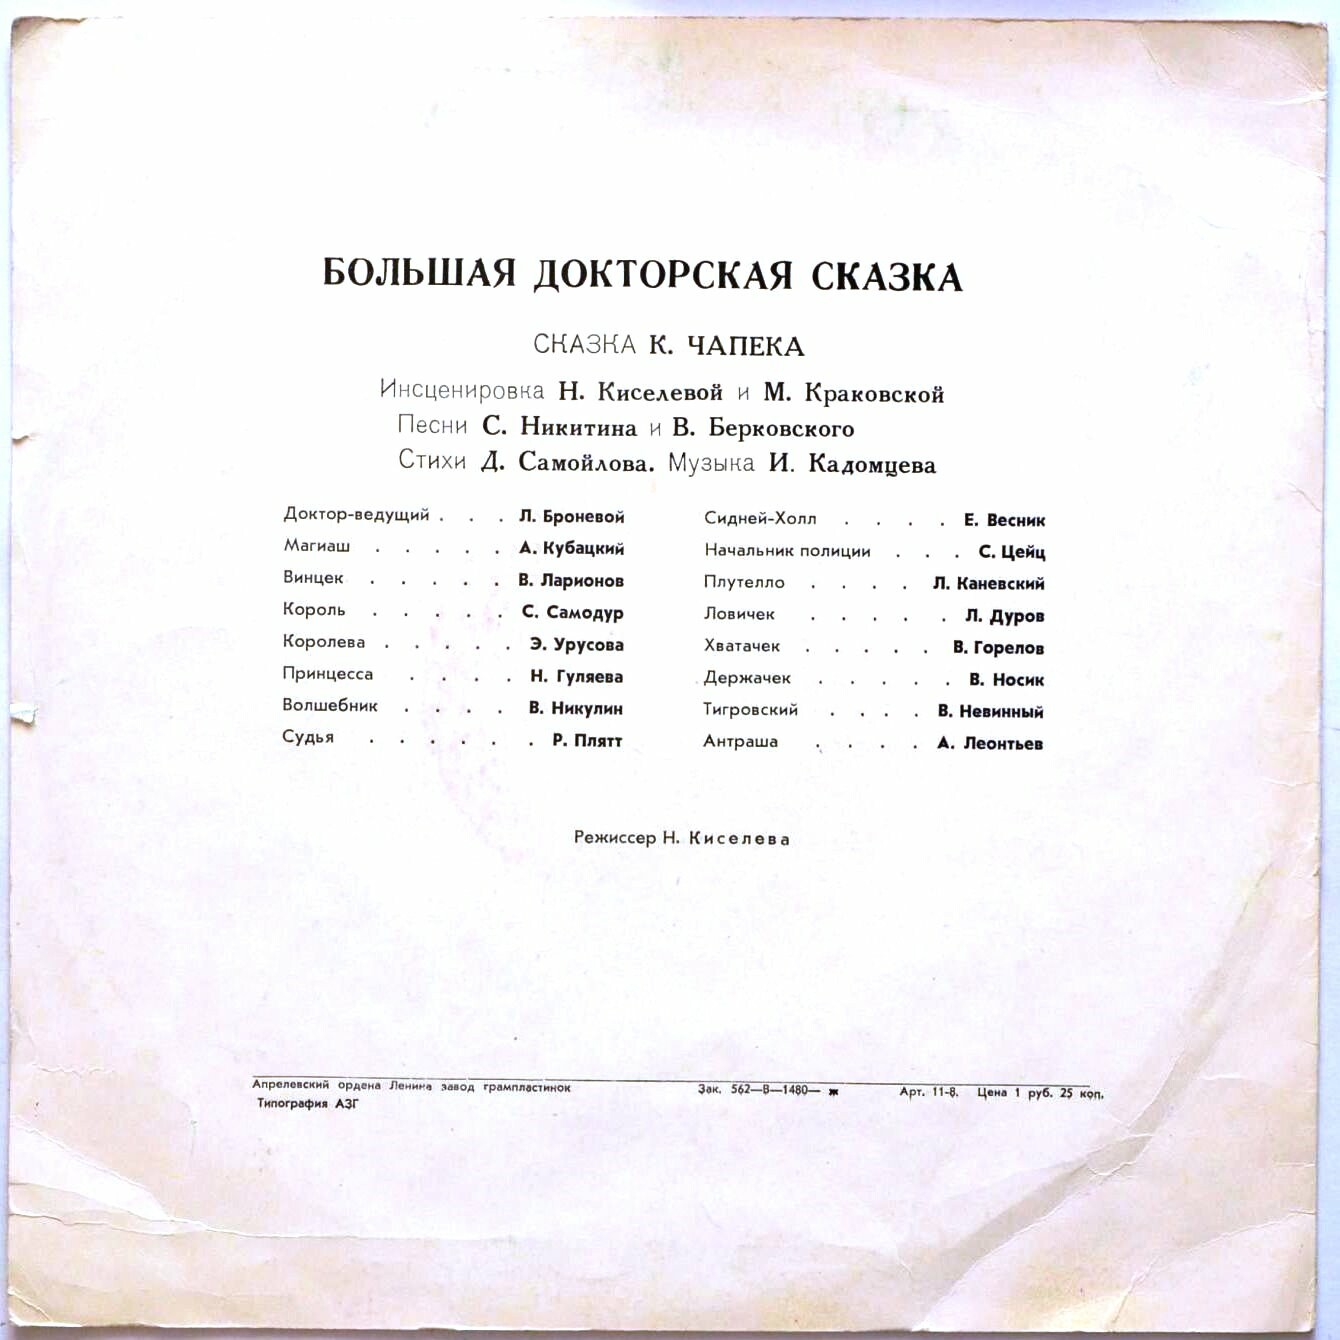 БОЛЬШАЯ ДОКТОРСКАЯ СКАЗКА
СКАЗКА К. ЧАПЕКА
Инсценировка Н. Киселевой и М. Краковской
Песни С. Никитина и В. Берковского
Стихи Д. Самойлова. Музыка И. Кадомцева
Доктор-ведущий . . . Л. Броневой
Магиаш . . . . . А. Кубацкий
Винцек . . . . . В. Ларионов
Король . . . . . С. Самодур
Королева . . . . . Э. Урусова
Принцесса . . . . Н. Гуляева
Волшебник . . . . В. Никулин
Судья . . . . . . Р. Плятт
Сидней-Холл . . . . Е. Весник
Начальник полиции . . . С. Цейц
Плутелло . . . . Л. Каневский
Ловичек . . . . . Л. Дуров
Хватачек . . . . . В. Горелов
Держачек . . . . . В. Носик
Тигровский . . . . В. Невинный
Антраша . . . . А. Леонтьев
Режиссер Н. Киселева
Апрелевский ордена Ленина завод грампластинок Зак. 562—В—1480— ж Арт. 11-8. Цена 1 руб. 25 коп.
Типография АЗГ